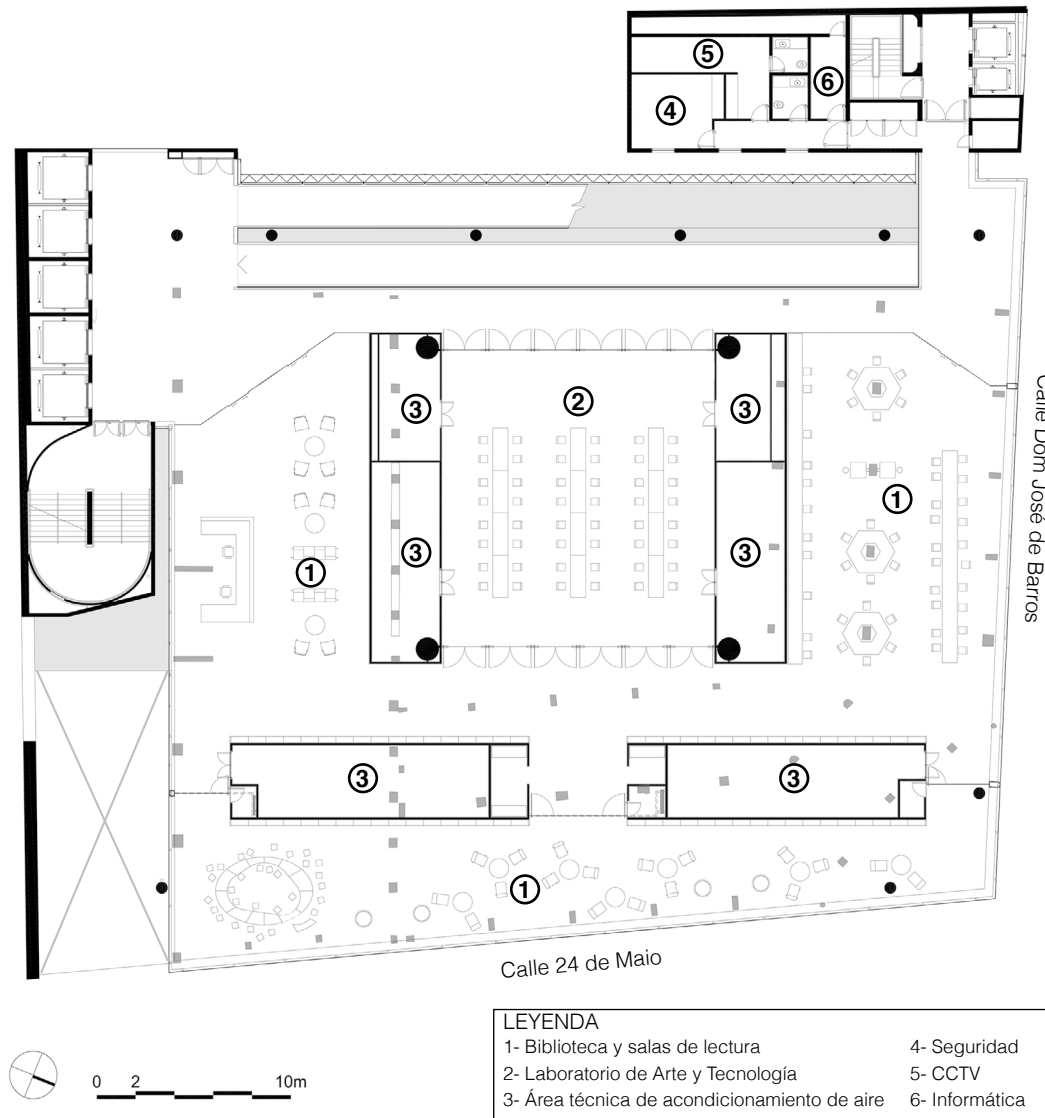 5
6
4
2
3
3
1
3
3
1
Calle Dom José de Barros
3
3
1
Calle 24 de Maio
0 2 10m
LEYENDA
1- Biblioteca y salas de lectura
2- Laboratorio de Arte y Tecnología
3- Área técnica de acondicionamiento de aire
4- Seguridad
5- CCTV
6- Informática